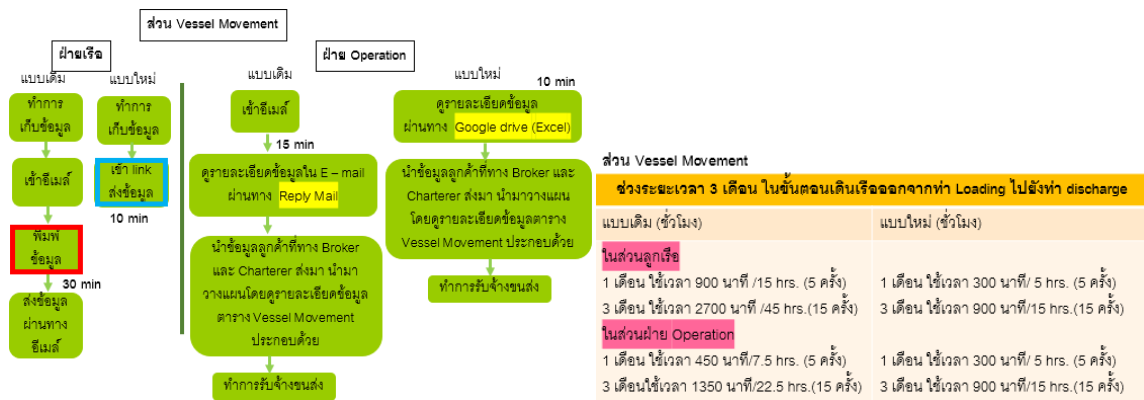 ส่วน Vessel Movement
ฝ่ายเรือ
แบบเดิม
ทำการ
เก็บข้อมูล
เข้าอีเมล์
พิมพ์
ข้อมูล
30 min
ส่งข้อมูล
ผ่านทาง
อีเมล์
แบบใหม่
ทำการ
เก็บข้อมูล
เข้า link
ส่งข้อมูล
10 min
ฝ่าย Operation
แบบเดิม
เช้าอีเมล์
15 min
ดูรายละเอียดข้อมูลใน E – mail
ผ่านทาง Reply Mail
นำข้อมูลลูกค้าที่ทาง Broker
และ Charterer ส่งมา นำมา
วางแผนโดยดูรายละเอียดข้อมูล
ตาราง Vessel Movement
ประกอบด้วย
ทำการรับจ้างขนส่ง
แบบใหม่
10 min
ดูรายละเอียดข้อมูล
ผ่านทาง Google drive (Excel)
นำข้อมูลลูกค้าที่ทาง Broker และ
Charterer ส่งมา นำมาวางแผน
โดยดูรายละเอียดข้อมูลตาราง
Vessel Movement ประกอบด้วย
ทำการรับจ้างขนส่ง
ส่วน Vessel Movement
ช่วงระยะเวลา 3 เดือน ในขั้นตอนเดินเรือออกจากท่า Loading ไปยังท่า discharge
แบบเดิม (ชั่วโมง)
แบบใหม่ (ชั่วโมง)
ในส่วนลูกเรือ
1 เดือน ใช้เวลา 900 นาที /15 hrs. (5 ครั้ง)
1 เดือน ใช้เวลา 300 นาที/ 5 hrs. (5 ครั้ง)
3 เดือน ใช้เวลา 2700 นาที /45 hrs.(15 ครั้ง)
3 เดือน ใช้เวลา 900 นาที/15 hrs.(15 ครั้ง)
ในส่วนฝ่าย Operation
1 เดือน ใช้เวลา 450 นาที/7.5 hrs. (5 ครั้ง)
1 เดือน ใช้เวลา 300 นาที/ 5 hrs. (5 ครั้ง)
3 เดือนใช้เวลา 1350 นาที/22.5 hrs.(15 ครั้ง)
3 เดือน ใช้เวลา 900 นาที/15 hrs.(15 ครั้ง)